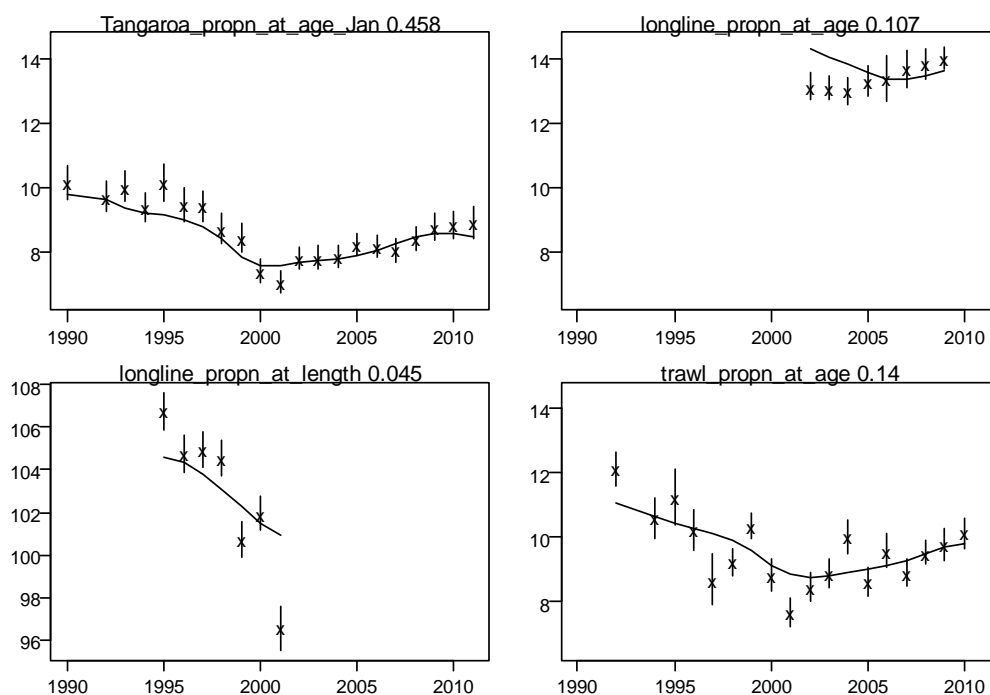 Tangaroa_propn_at_age_Jan 0.458
longline_propn_at_age 0.107
14
12
10
8
1990 1995 2000 2005 2010
14
12
10
8
1990 1995 2000 2005 2010
longline_propn_at_length 0.045
trawl_propn_at_age 0.14
108
106
104
102
100
98
96
1990 1995 2000 2005 2010
14
12
10
8
1990 1995 2000 2005 2010